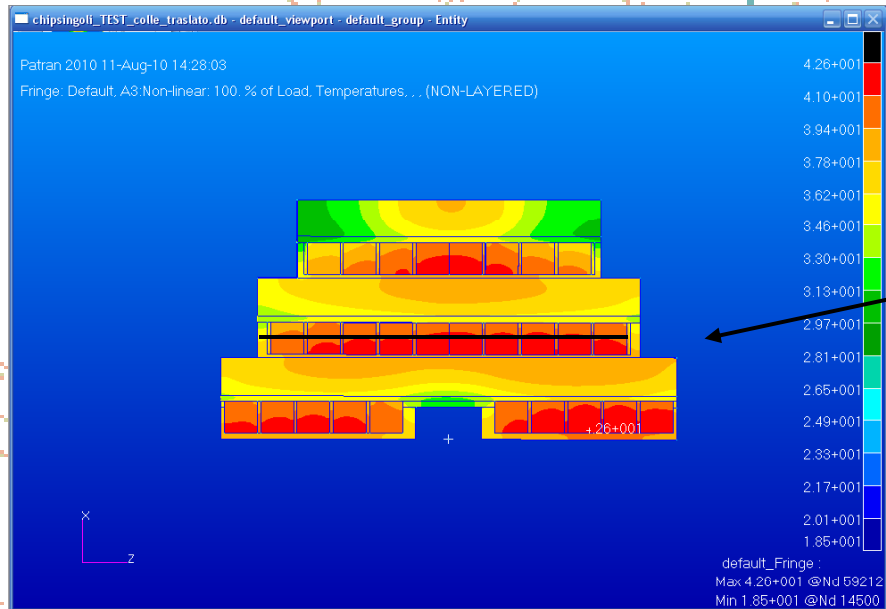 chipsingoli_TEST_colle_traslato.db - default_viewport - default_group - Entity
Patran 2010 11-Aug-10 14:28:03
Fringe: Default, A3:Non-linear: 100. % of Load, Temperatures, , , (NON-LAYERED)
4.26+001
4.10+001
3.94+001
3.78+001
3.62+001
3.46+001
3.30+001
3.13+001
2.97+001
2.81+001
2.65+001
2.49+001
2.33+001
2.17+001
2.01+001
1.85+001
4.26+001
X
Z
default_Fringe :
Max 4.26+001 @Nd 59212
Min 1.85+001 @Nd 14500